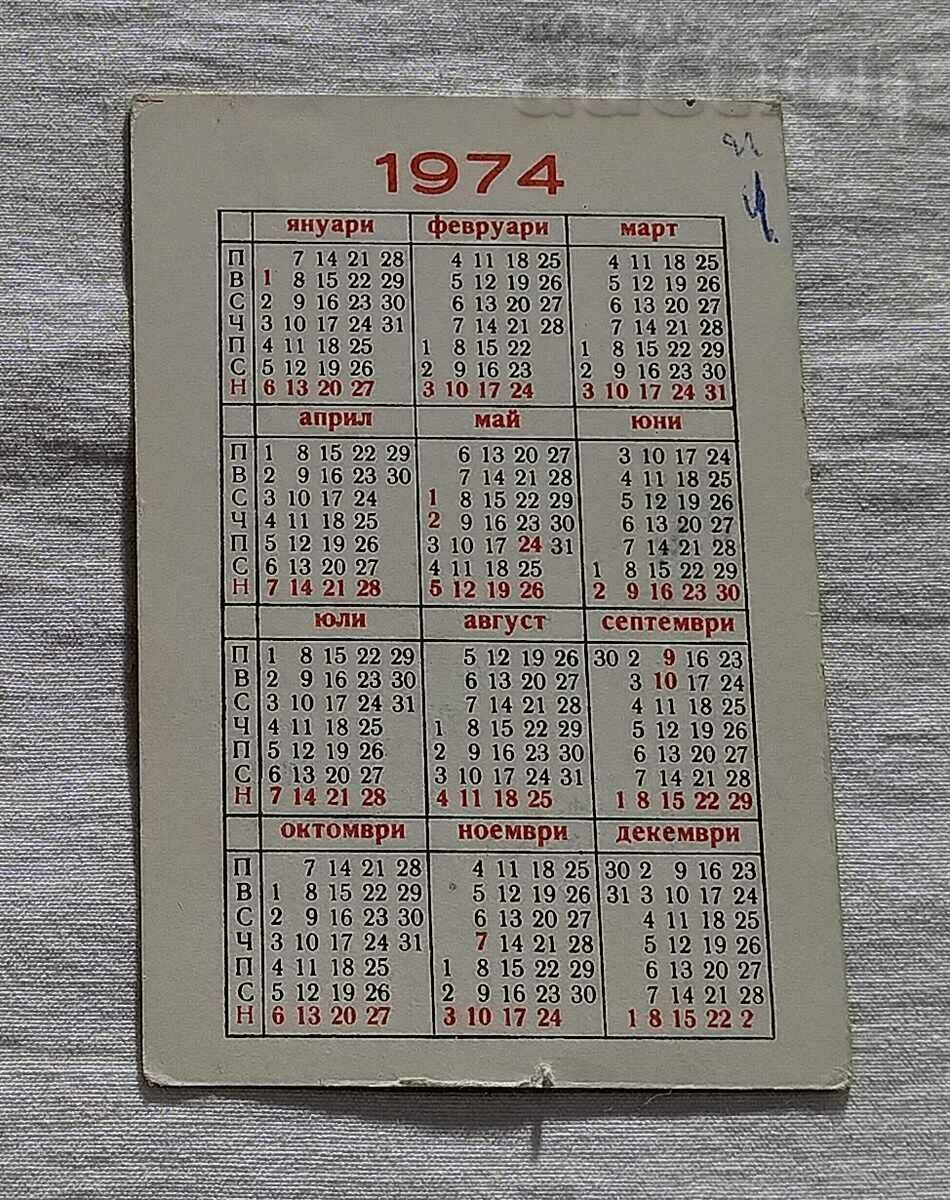 1974
януари февруари март
П 7 14 21 28 4 11 18 25 4 11 18 25
В 1 8 15 22 29 5 12 19 26 5 12 19 26
С 2 9 16 23 30 6 13 20 27 6 13 20 27
Ч 3 10 17 24 31 7 14 21 28 7 14 21 28
П 4 11 18 25 1 8 15 22 1 8 15 22 29
С 5 12 19 26 2 9 16 23 2 9 16 23 30
Н 6 13 20 27 3 10 17 24 3 10 17 24 31
април май юни
П 1 8 15 22 29 6 13 20 27 3 10 17 24
В 2 9 16 23 30 7 14 21 28 4 11 18 25
С 3 10 17 24 1 8 15 22 29 5 12 19 26
Ч 4 11 18 25 2 9 16 23 30 6 13 20 27
П 5 12 19 26 3 10 17 24 31 7 14 21 28
С 6 13 20 27 4 11 18 25 1 8 15 22 29
Н 7 14 21 28 5 12 19 26 2 9 16 23 30
юли август септември
П 1 8 15 22 29 5 12 19 26 30 2 9 16 23
В 2 9 16 23 30 6 13 20 27 3 10 17 24
С 3 10 17 24 31 7 14 21 28 4 11 18 25
Ч 4 11 18 25 1 8 15 22 29 5 12 19 26
П 5 12 19 26 2 9 16 23 30 6 13 20 27
С 6 13 20 27 3 10 17 24 31 7 14 21 28
Н 7 14 21 28 4 11 18 25 1 8 15 22 29
октомври ноември декември
П 7 14 21 28 4 11 18 25 30 2 9 16 23
В 1 8 15 22 29 5 12 19 26 31 3 10 17 24
С 2 9 16 23 30 6 13 20 27 4 11 18 25
Ч 3 10 17 24 31 7 14 21 28 5 12 19 26
П 4 11 18 25 1 8 15 22 29 6 13 20 27
С 5 12 19 26 2 9 16 23 30 7 14 21 28
Н 6 13 20 27 3 10 17 24 1 8 15 22 2